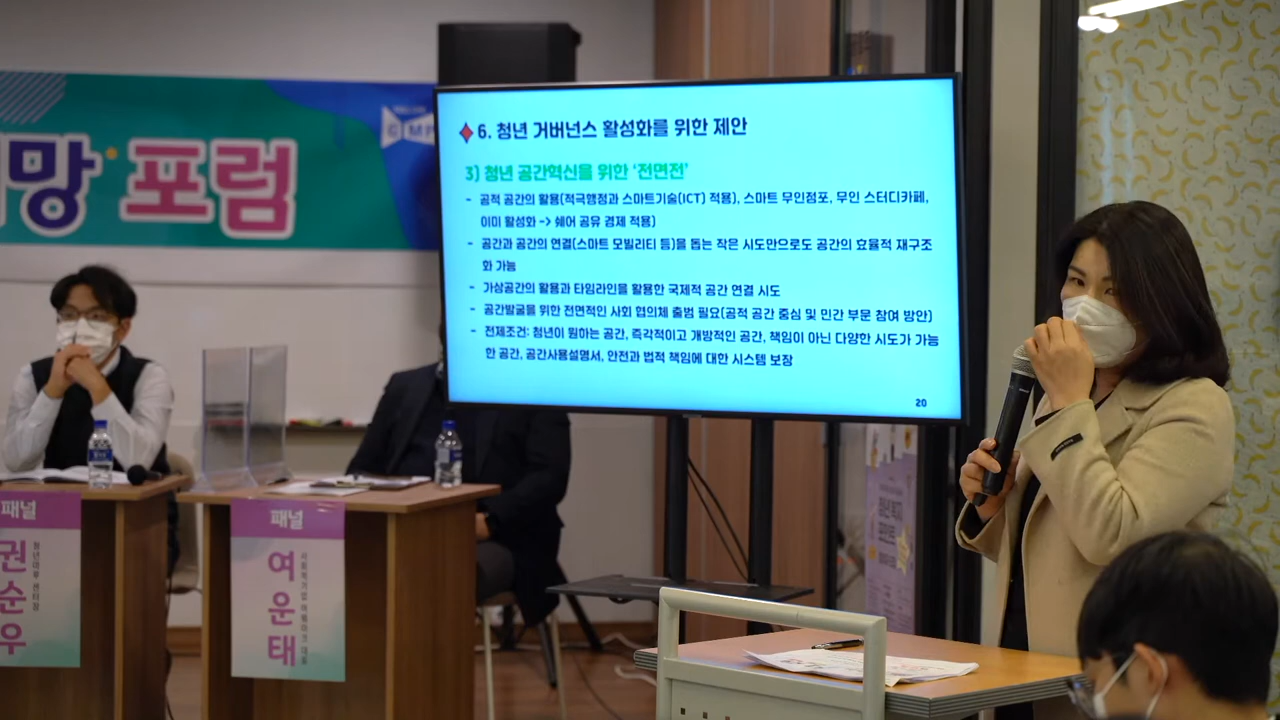 망·포럼
6. 청년 거버넌스 활성화를 위한 제안
3) 청년 공간혁신을 위한 '전면전'
- 공적 공간의 활용(적극행정과 스마트기술(ICT) 적용), 스마트 무인점포, 무인 스터디카페,
이미 활성화 -> 쉐어 공유 경제 적용)
- 공간과 공간의 연결(스마트 모빌리티 등)을 돕는 작은 시도만으로도 공간의 효율적 재구조
화 가능
- 가상공간의 활용과 타임라인을 활용한 국제적 공간 연결 시도
- 공간발굴을 위한 전면적인 사회 협의체 출범 필요(공적 공간 중심 및 민간 부문 참여 방안)
- 전제조건: 청년이 원하는 공간, 즉각적이고 개방적인 공간, 책임이 아닌 다양한 시도가 가능
한 공간, 공간사용설명서, 안전과 법적 책임에 대한 시스템 보장
20
패널
권순우
청년마루 센터장
패널
여운태